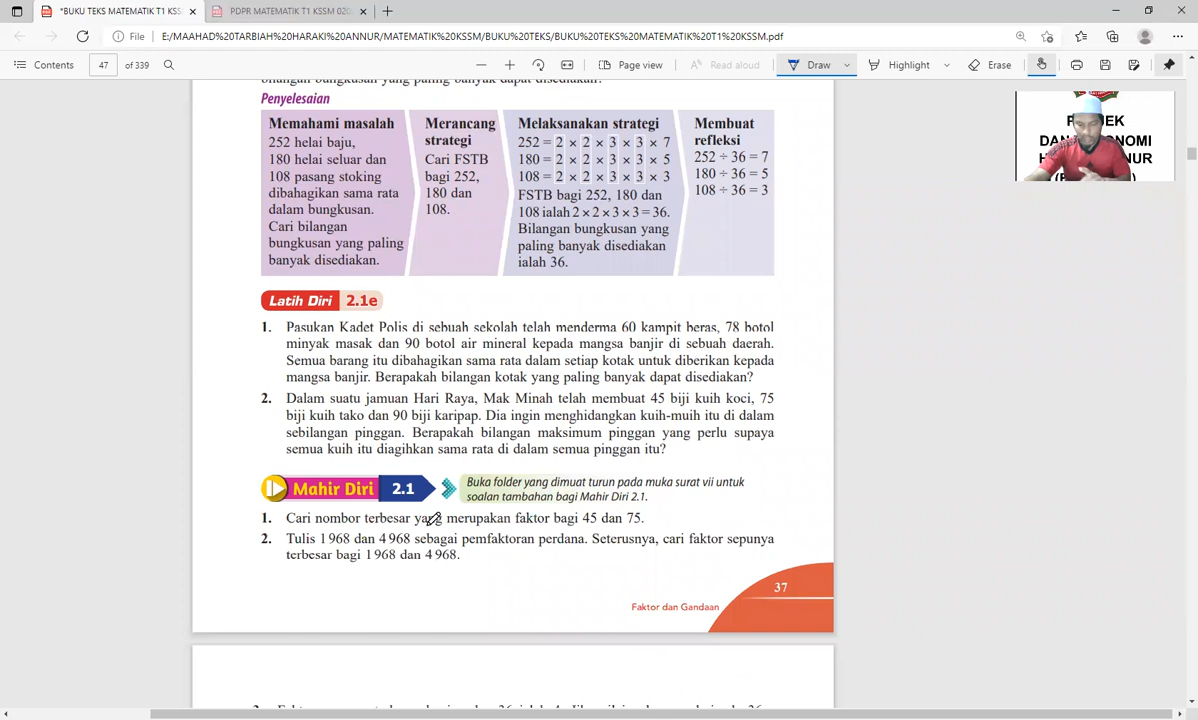 *BUKU TEKS MATEMATIK T1 KSS
PDPR MATEMATIK T1 KSSM 020
File
E:/MAAHAD%20TARBIAH%20HARAKI%20ANNUR/MATEMATIK%20KSSM/BUKU%20TEKS/BUKU%20TEKS%20MATEMATIK%20T1%20KSSM.pdf
Contents 47 of 339 Page view Read aloud Draw Highlight Erase
bilangan bungkusan yang paling banyak dapat disediakan?
Penyelesaian
Memahami masalah
252 helai baju,
180 helai seluar dan
108 pasang stoking
dibahagikan sama rata
dalam bungkusan.
Cari bilangan
bungkusan yang paling
banyak disediakan.
Merancang
strategi
Cari FSTB
bagi 252,
180 dan
108.
Melaksanakan strategi
252 = 2 × 2 × 3 × 3 × 7
180 = 2 × 2 × 3 × 3 × 5
108 = 2 × 2 × 3 × 3 × 3
FSTB bagi 252, 180 dan
108 ialah 2 × 2 × 3 × 3 = 36.
Bilangan bungkusan yang
paling banyak disediakan
ialah 36.
Membuat
refleksi
252 ÷ 36 = 7
180 ÷ 36 = 5
108 ÷ 36 = 3
Latih Diri 2.1e
1. Pasukan Kadet Polis di sebuah sekolah telah menderma 60 kampit beras, 78 botol
minyak masak dan 90 botol air mineral kepada mangsa banjir di sebuah daerah.
Semua barang itu dibahagikan sama rata dalam setiap kotak untuk diberikan kepada
mangsa banjir. Berapakah bilangan kotak yang paling banyak dapat disediakan?
2. Dalam suatu jamuan Hari Raya, Mak Minah telah membuat 45 biji kuih koci, 75
biji kuih tako dan 90 biji karipap. Dia ingin menghidangkan kuih-muih itu di dalam
sebilangan pinggan. Berapakah bilangan maksimum pinggan yang perlu supaya
semua kuih itu diagihkan sama rata di dalam semua pinggan itu?
Mahir Diri 2.1
Buka folder yang dimuat turun pada muka surat vii untuk
soalan tambahan bagi Mahir Diri 2.1.
1. Cari nombor terbesar yang merupakan faktor bagi 45 dan 75.
2. Tulis 1 968 dan 4 968 sebagai pemfaktoran perdana. Seterusnya, cari faktor sepunya
terbesar bagi 1 968 dan 4 968.
37
Faktor dan Gandaan